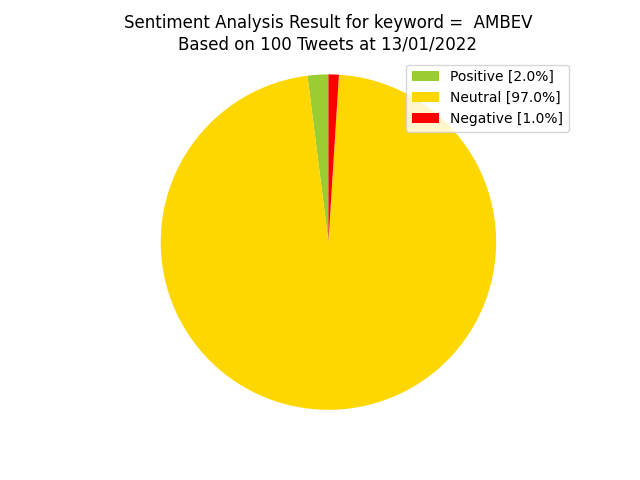 Sentiment Analysis Result for keyword =  AMBEV
Based on 100 Tweets at 13/01/2022
Positive [2.0%]
Neutral [97.0%]
Negative [1.0%]